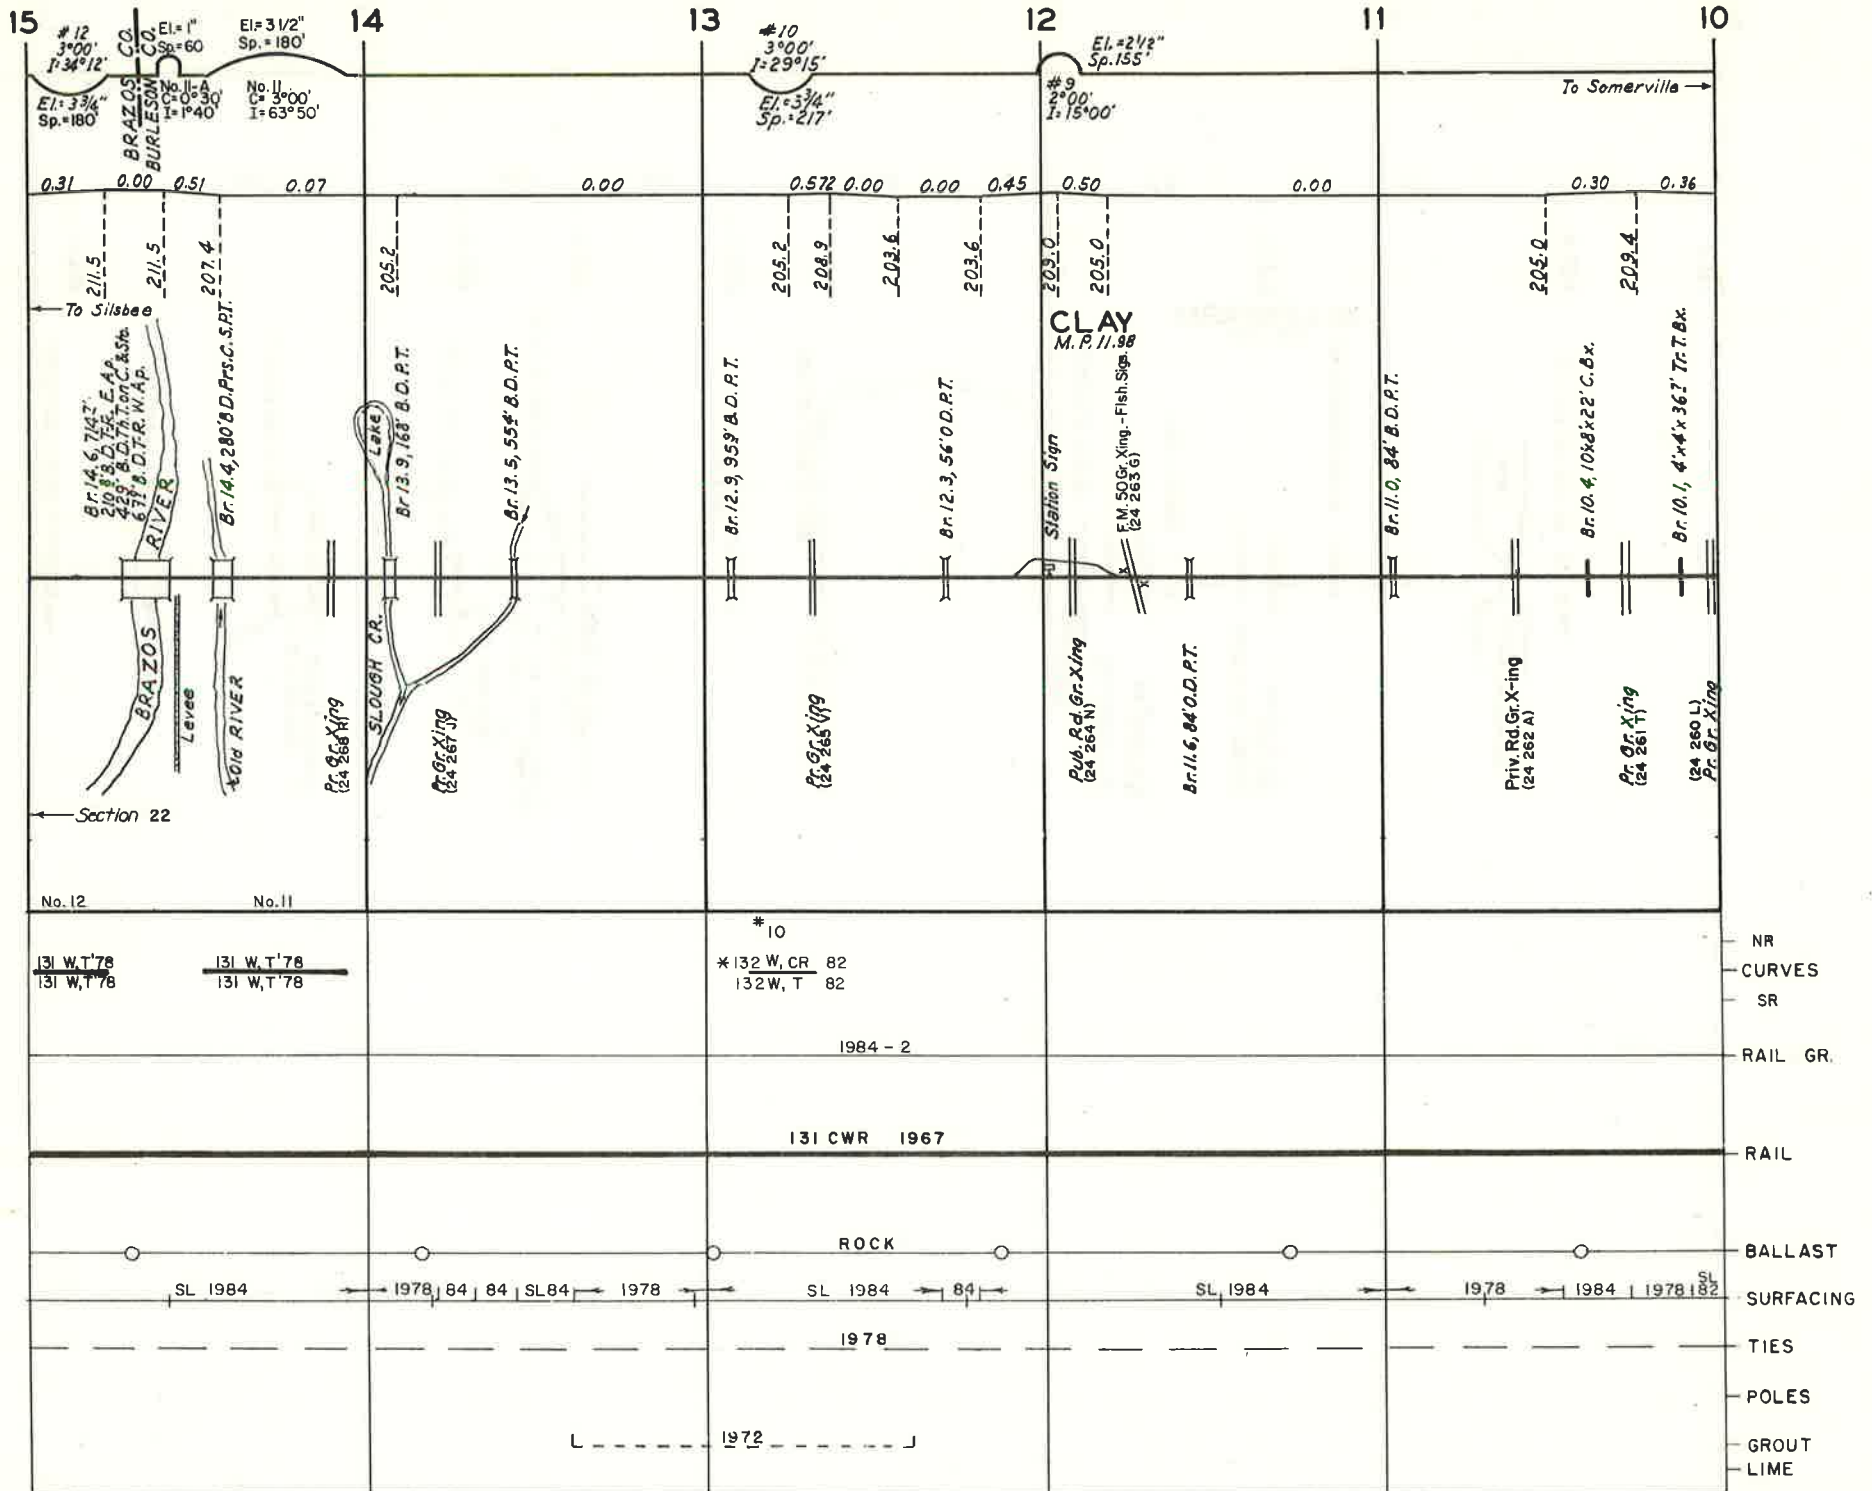 15
14
13
12
11
10
#12
3°00'
I=34°12'
El.=3¾"
Sp.=180'
BRAZOS CO.
BURLESON CO.
El.=1"
Sp.=60
No.11-A
C=0°30'
I=1°40'
El.=3 1/2"
Sp.=180'
No.11
C=3°00'
I=63°50'
#10
3°00'
I=29°15'
El.=3¾"
Sp.=217'
El.=2 1/2"
Sp.155'
#9
2°00'
I=15°00'
To Somerville
0.31 0.00 0.51 0.07 0.00 0.572 0.00 0.00 0.45 0.50 0.00 0.30 0.36
211.5
211.5
207.4
205.2
205.2
208.9
203.6
203.6
209.0
205.0
205.0
209.4
To Silsbee
CLAY
M.P. 11.98
Br.14.6, 714
B.D.T-R. E.Ap.
429' B.D.Th.T.on C.&Sto.
B.D.T-R. W.Ap.
RIVER
Br.14.4, 280' B.D.Prs.C.S.P.T.
Lake
Br 13.9, 168' B.D.P.T.
Br. 13.5, 55 B.D.P.T.
Br. 12.9, 95 B.D.P.T.
Br. 12.3, 56' O.D.P.T.
Station Sign
F.M. 50 Gr. Xing.-Flsh.Sigs.
(24 263 G)
Br. 11.0, 84' B.D.P.T.
Br. 10.4, 10'x8'x22' C.Bx.
Br. 10.1, 4'x4'x36 Tr.T.Bx.
BRAZOS
Levee
Old RIVER
Pr. Gr. Xing
(24 268 R)
SLOUGH CR.
Pr. Gr. Xing
(24 267 J)
Pr. Gr. Xing
(24 265 V)
Pub. Rd. Gr. Xing
(24 264 N)
Br. 11.6, 84' O.D.P.T.
Priv. Rd. Gr. X-ing
(24 262 A)
Pr. Gr. Xing
(24 261 T)
(24 260 L)
Pr. Gr. Xing
Section 22
No.12
No.11
*10
NR
131 W,T'78
131 W,T'78
131 W,T'78
131 W,T'78
*132 W, CR 82
132 W, T 82
CURVES
SR
1984-2
RAIL GR.
131 CWR 1967
RAIL
ROCK
BALLAST
SL 1984 1978 84 84 SL84 1978 SL 1984 84 SL 1984 1978 1984 1978 SL 82
SURFACING
1978
TIES
POLES
1972
GROUT
LIME